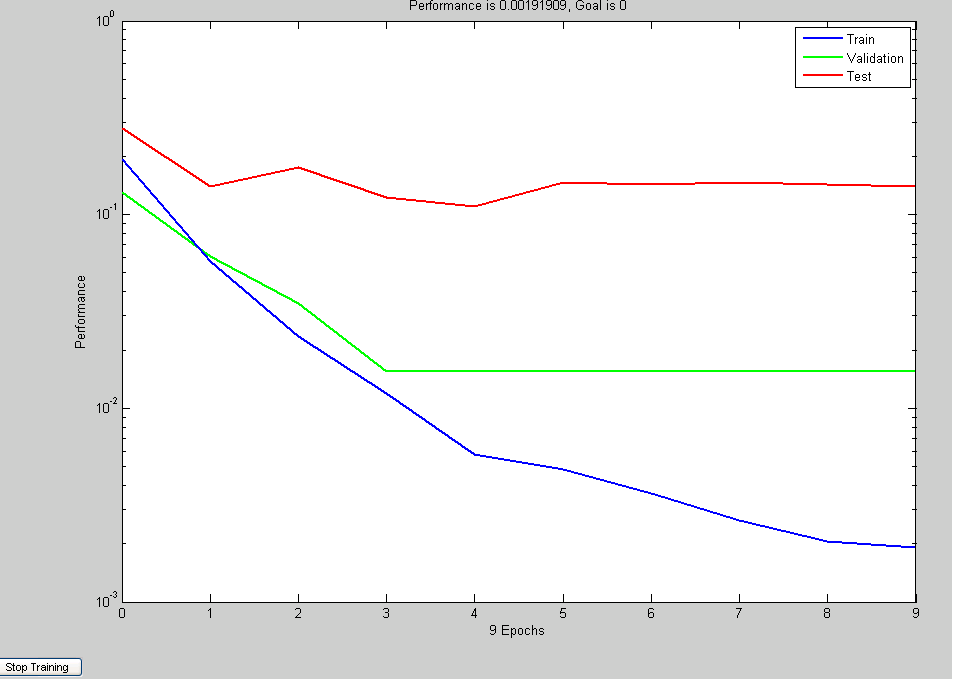 Performance is 0.00191909, Goal is 0
10^0
Train
Validation
Test
10^-1
Performance
10^-2
10^-3
0 1 2 3 4 5 6 7 8 9
9 Epochs
Stop Training